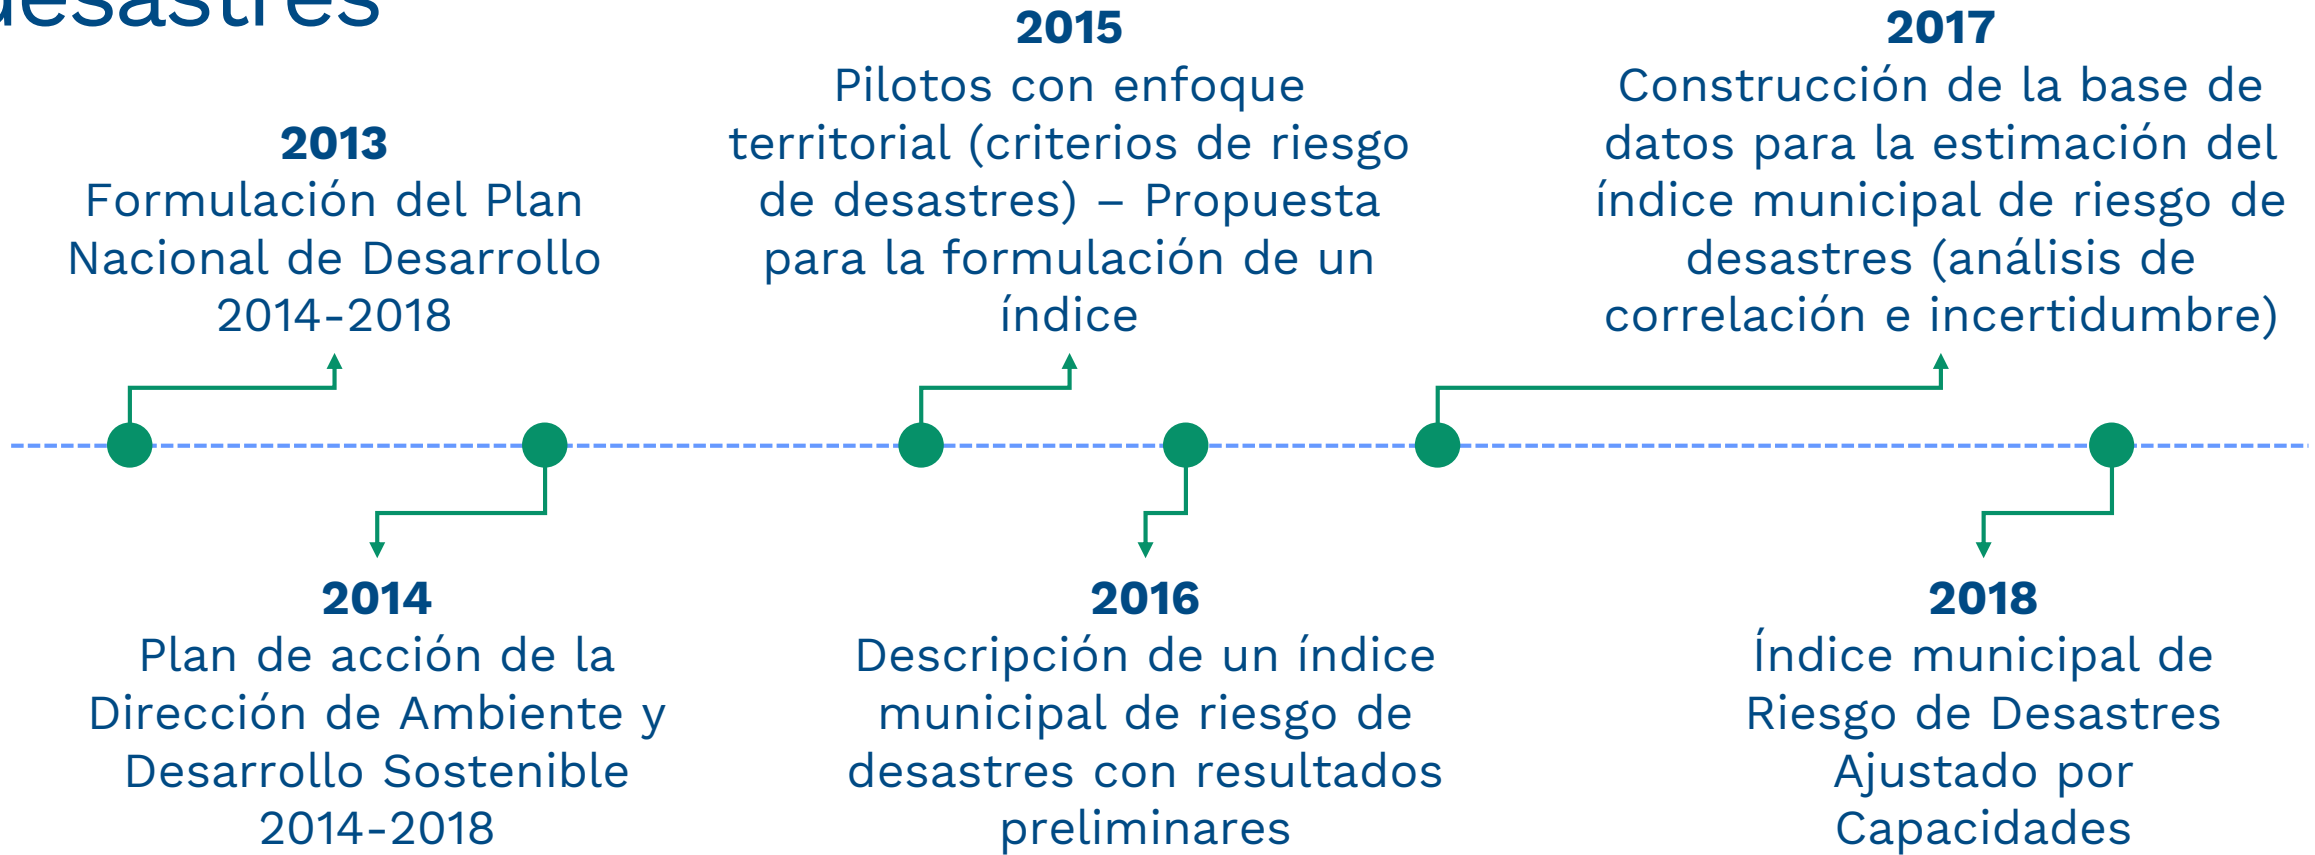 desastres
2013
Formulación del Plan
Nacional de Desarrollo
2014-2018
2014
Plan de acción de la
Dirección de Ambiente y
Desarrollo Sostenible
2014-2018
2015
Pilotos con enfoque
territorial (criterios de riesgo
de desastres) – Propuesta
para la formulación de un
índice
2016
Descripción de un índice
municipal de riesgo de
desastres con resultados
preliminares
2017
Construcción de la base de
datos para la estimación del
índice municipal de riesgo de
desastres (análisis de
correlación e incertidumbre)
2018
Índice municipal de
Riesgo de Desastres
Ajustado por
Capacidades